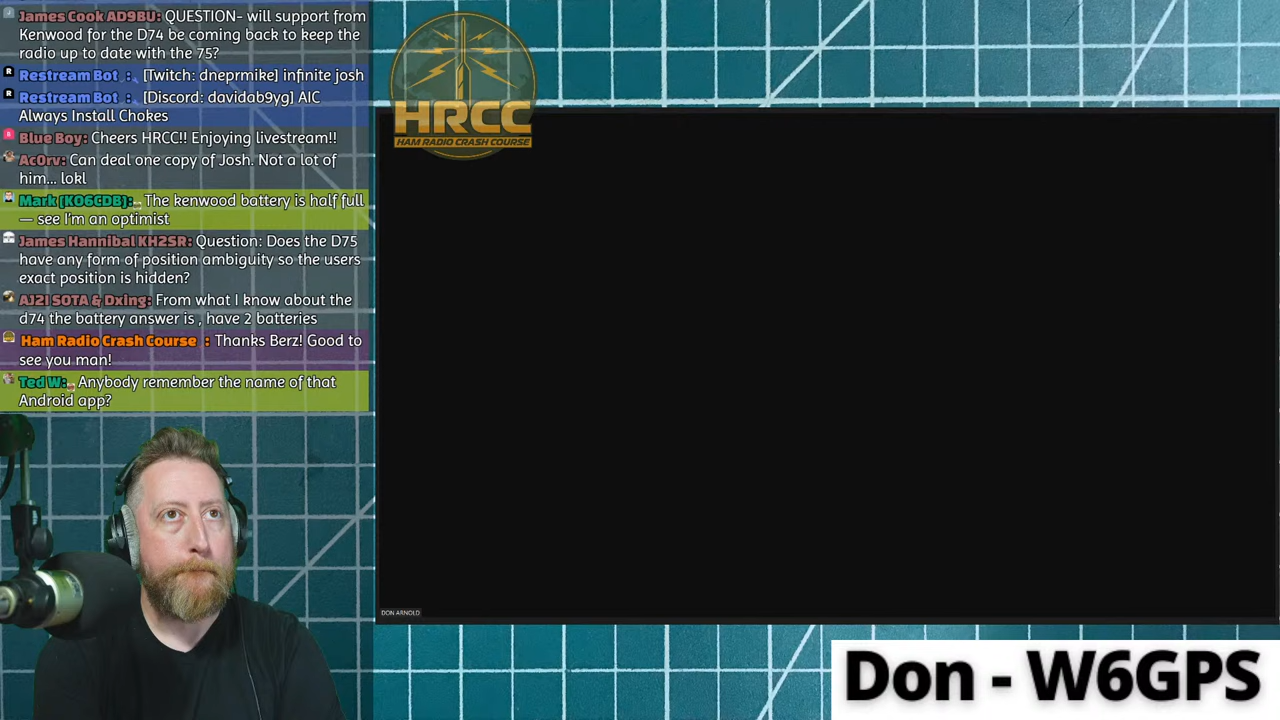 James Cook AD9BU: QUESTION- will support from
Kenwood for the D74 be coming back to keep the
radio up to date with the 75?
Restream Bot : [Twitch: dneprmike] infinite josh
Restream Bot : [Discord: davidab9yg] AIC
Always Install Chokes
Blue Boy: Cheers HRCC!! Enjoying livestream!!
Ac0rv: Can deal one copy of Josh. Not a lot of
him... lokl
Mark (KO6CDB): The kenwood battery is half full
— see I'm an optimist
James Hannibal KH2SR: Question: Does the D75
have any form of position ambiguity so the users
exact position is hidden?
AJ2I SOTA & Dxing: From what I know about the
d74 the battery answer is , have 2 batteries
Ham Radio Crash Course : Thanks Berz! Good to
see you man!
Ted W: Anybody remember the name of that
Android app?
HRCC
HAM RADIO CRASH COURSE
DON ARNOLD
Don - W6GPS